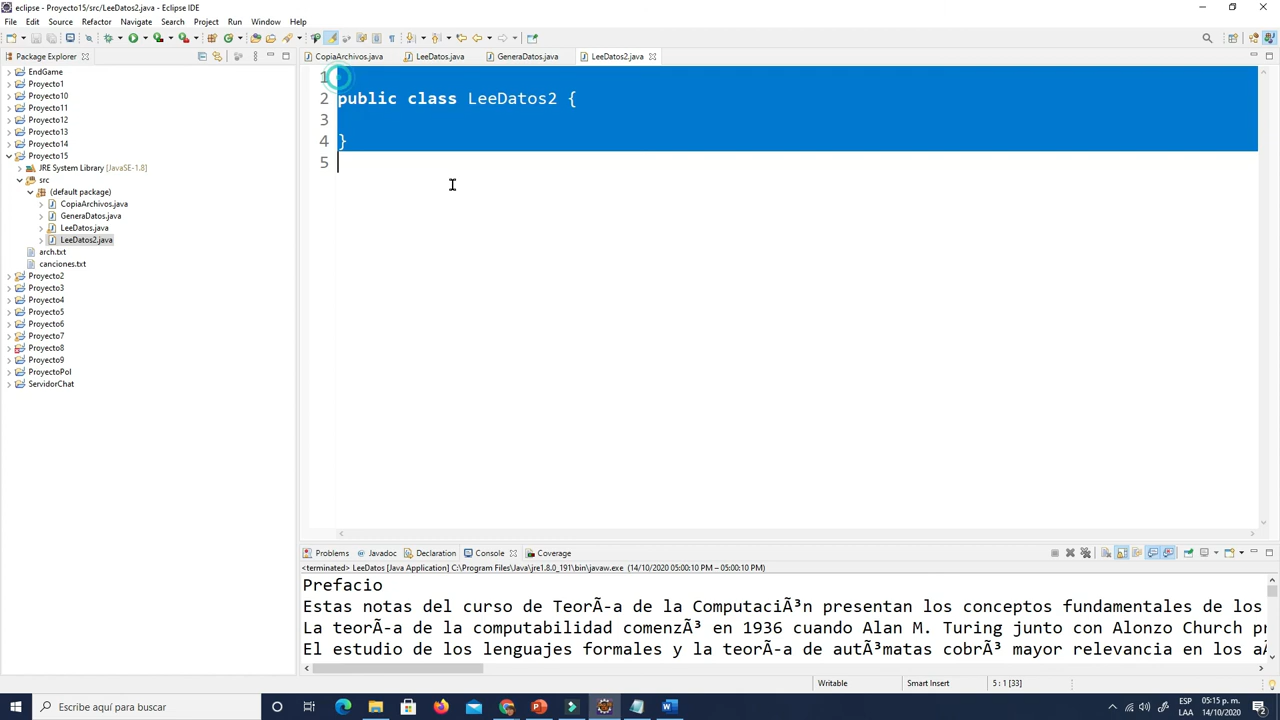 eclipse - Proyecto15/src/LeeDatos2.java - Eclipse IDE
File Edit Source Refactor Navigate Search Project Run Window Help
Package Explorer
CopiaArchivos.java LeeDatos.java GeneraDatos.java LeeDatos2.java
EndGame
Proyecto1
Proyecto10
Proyecto11
Proyecto12
Proyecto13
Proyecto14
Proyecto15
JRE System Library [JavaSE-1.8]
src
(default package)
CopiaArchivos.java
GeneraDatos.java
LeeDatos.java
LeeDatos2.java
arch.txt
canciones.txt
Proyecto2
Proyecto3
Proyecto4
Proyecto5
Proyecto6
Proyecto7
Proyecto8
Proyecto9
ProyectoPol
ServidorChat
1
2 public class LeeDatos2 {
3
4 }
5
Problems Javadoc Declaration Console Coverage
<terminated> LeeDatos [Java Application] C:\Program Files\Java\jre1.8.0_191\bin\javaw.exe (14/10/2020 05:00:10 PM – 05:00:10 PM)
Prefacio
Estas notas del curso de TeorÃ-a de la ComputaciÃ³n presentan los conceptos fundamentales de los
La teorÃ-a de la computabilidad comenzÃ³ en 1936 cuando Alan M. Turing junto con Alonzo Church pr
El estudio de los lenguajes formales y la teorÃ-a de autÃ³matas cobrÃ³ mayor relevancia en los aÃ
Writable Smart Insert 5 : 1 [33]
Escribe aquí para buscar
ESP
LAA
05:15 p. m.
14/10/2020
2